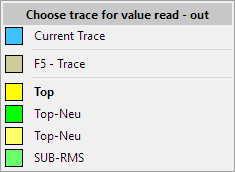 Choose trace for value read - out
Current Trace
F5 - Trace
Top
Top-Neu
Top-Neu
SUB-RMS